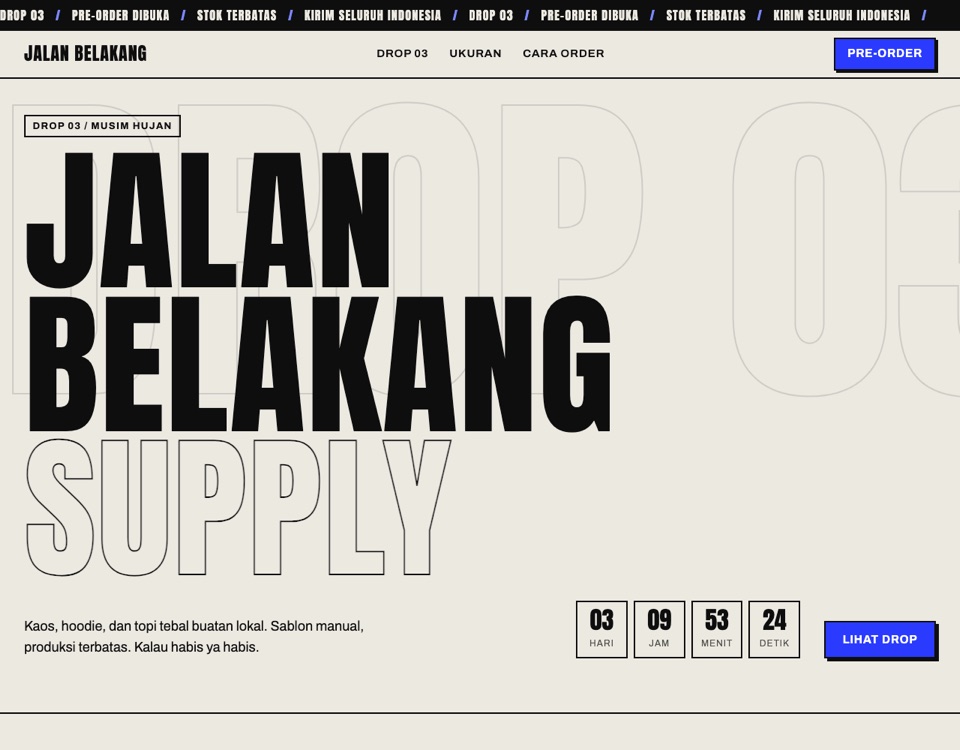 DROP 03 / PRE-ORDER DIBUKA / STOK TERBATAS / KIRIM SELURUH INDONESIA / DROP 03 / PRE-ORDER DIBUKA / STOK TERBATAS / KIRIM SELURUH INDONESIA /
JALAN BELAKANG DROP 03 UKURAN CARA ORDER PRE-ORDER
DROP 03
DROP 03 / MUSIM HUJAN
JALAN
BELAKANG
SUPPLY
Kaos, hoodie, dan topi tebal buatan lokal. Sablon manual,
produksi terbatas. Kalau habis ya habis.
03 09 53 24
HARI JAM MENIT DETIK
LIHAT DROP